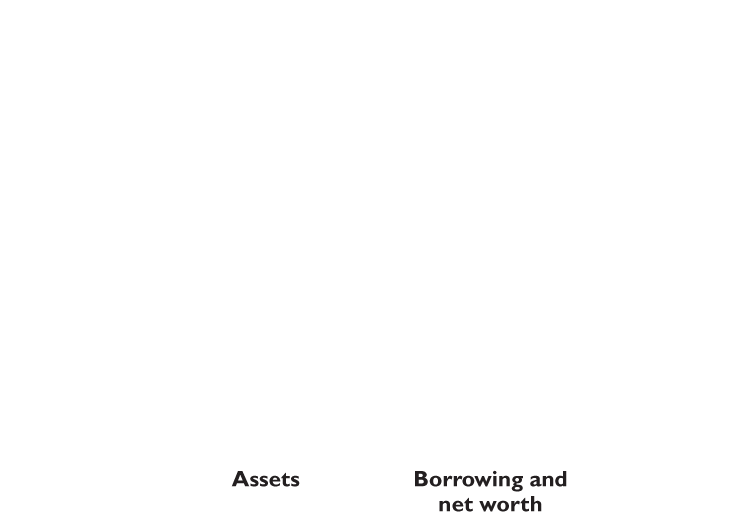 Assets
Borrowing and
net worth